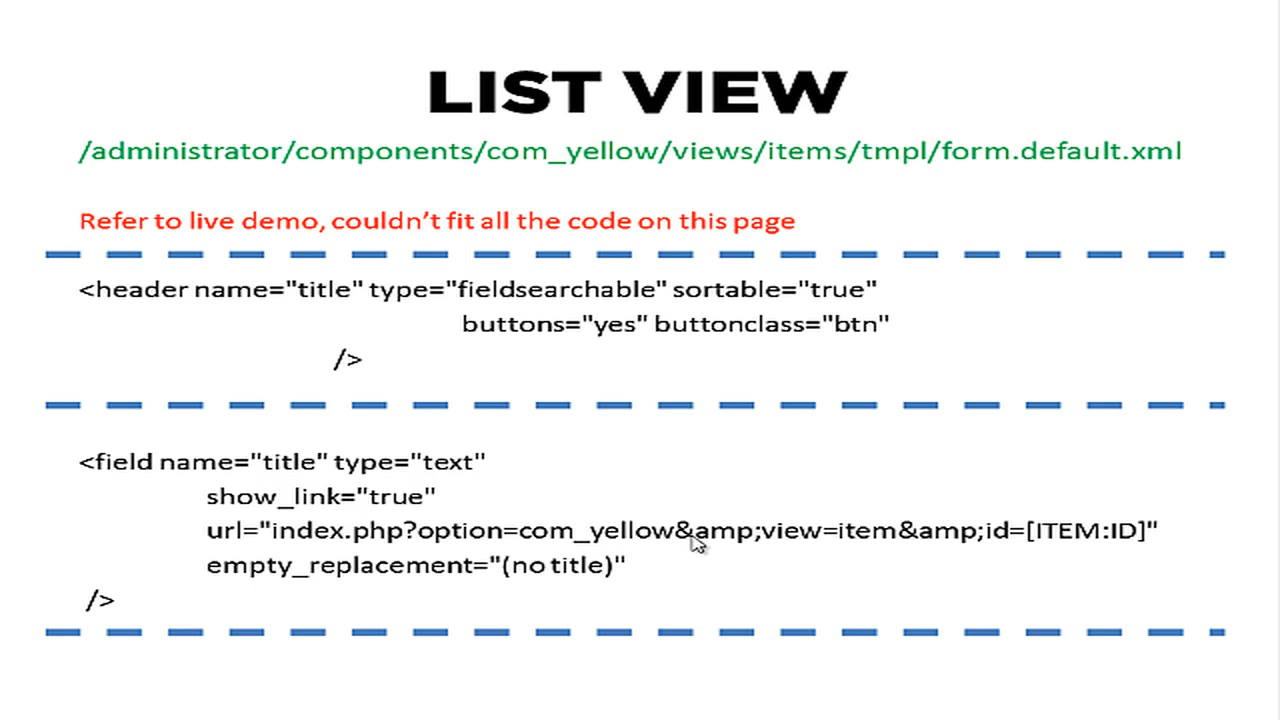 LIST VIEW
/administrator/components/com_yellow/views/items/tmpl/form.default.xml
Refer to live demo, couldn't fit all the code on this page
<header name="title" type="fieldsearchable" sortable="true"
buttons="yes" buttonclass="btn"
/>
<field name="title" type="text"
show_link="true"
url="index.php?option=com_yellow&amp;view=item&amp;id=[ITEM:ID]"
empty_replacement="(no title)"
/>